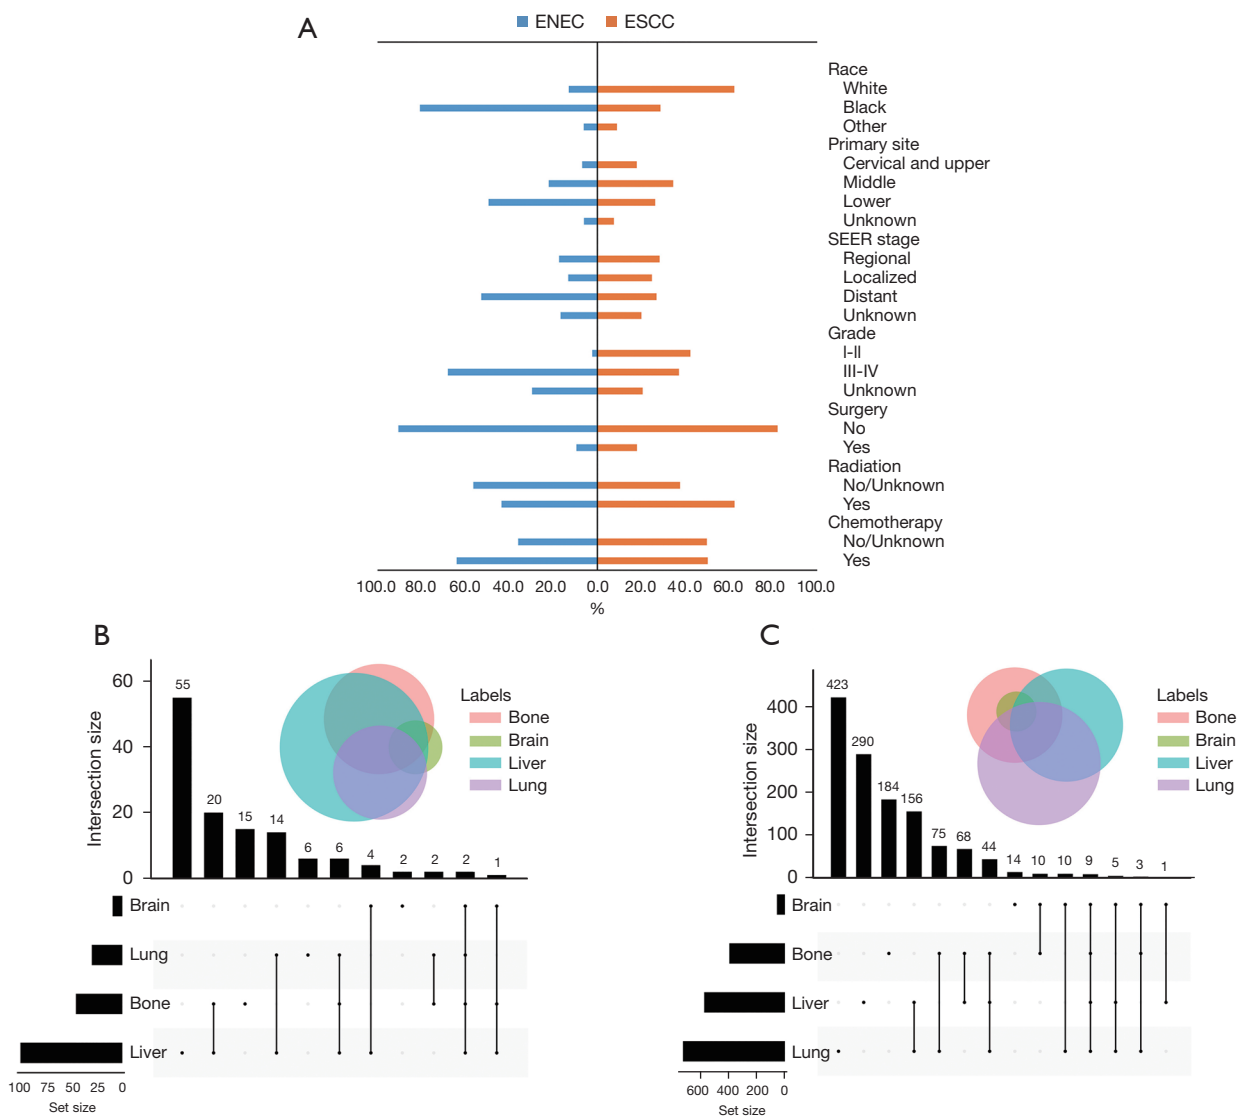 A
ENEC ESCC
Race
White
Black
Other
Primary site
Cervical and upper
Middle
Lower
Unknown
SEER stage
Regional
Localized
Distant
Unknown
Grade
I-II
III-IV
Unknown
Surgery
No
Yes
Radiation
No/Unknown
Yes
Chemotherapy
No/Unknown
Yes
100.0 80.0 60.0 40.0 20.0 0.0 20.0 40.0 60.0 80.0 100.0
%
B
Intersection size
60
40
20
0
55 20 15 14 6 6 4 2 2 2 1
Labels
Bone
Brain
Liver
Lung
Brain
Lung
Bone
Liver
100 75 50 25 0
Set size
C
Intersection size
400
300
200
100
0
423 290 184 156 75 68 44 14 10 10 9 5 3 1
Labels
Bone
Brain
Liver
Lung
Brain
Bone
Liver
Lung
600 400 200 0
Set size